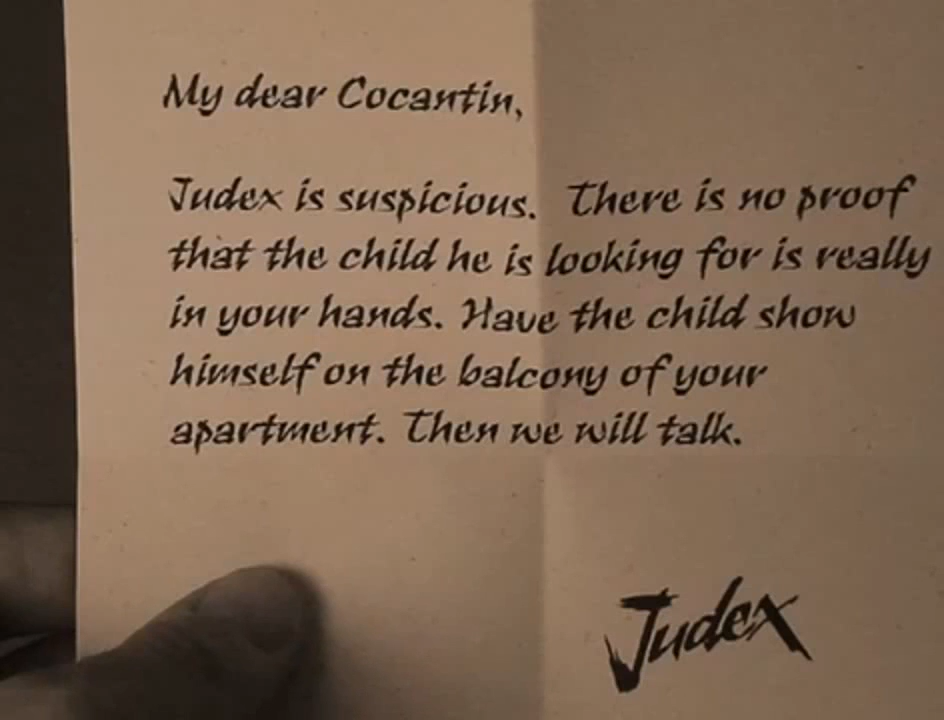 My dear Cocantin,
Judex is suspicious. There is no proof
that the child he is looking for is really
in your hands. Have the child show
himself on the balcony of your
apartment. Then we will talk.
Judex